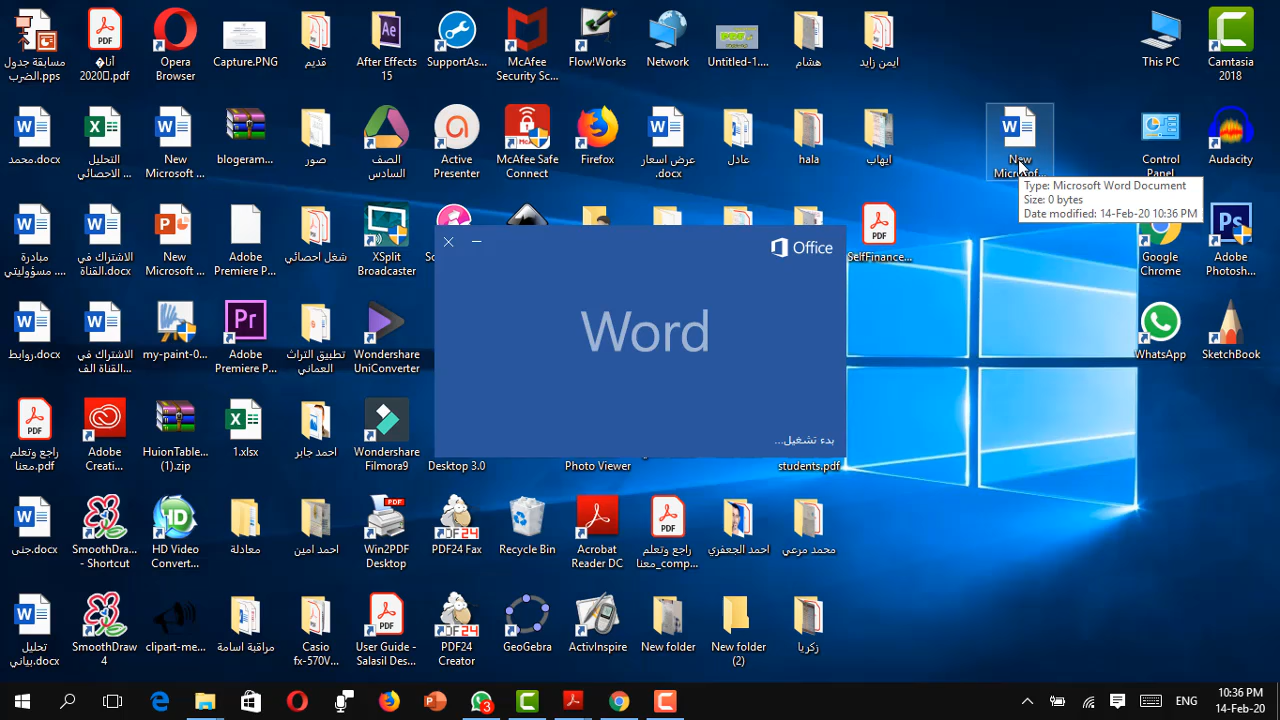 مسابقة جدول
الضرب.pps
2020.pdf
Opera
Browser
Capture.PNG
قديم
After Effects
15
SupportAs...
McAfee
Security Sc...
Flow!Works
Network
Untitled-1....
هشام
ايمن زايد
This PC
Camtasia
2018
محمد.docx
التحليل
الاحصائي ...
New
Microsoft ...
blogeram...
صور
الصف
السادس
Active
Presenter
McAfee Safe
Connect
Firefox
عرض اسعار
.docx
عادل
hala
ايهاب
New
Microsof...
Control
Panel
Audacity
Type: Microsoft Word Document
Size: 0 bytes
Date modified: 14-Feb-20 10:36 PM
مبادرة
مسؤوليتي ....
الاشتراك في
القناة.docx
New
Microsoft ...
Adobe
Premiere P...
شغل احصائي
XSplit
Broadcaster
SelfFinance...
Google
Chrome
Adobe
Photosh...
Office
Word
بدء تشغيل...
روابط.docx
الاشتراك في
القناة الف
my-paint-0...
Adobe
Premiere P...
تطبيق التراث
العماني
Wondershare
UniConverter
WhatsApp
SketchBook
راجع وتعلم
معنا.pdf
Adobe
Creati...
HuionTable...
(1).zip
1.xlsx
احمد جابر
Wondershare
Filmora9
Desktop 3.0
Photo Viewer
students.pdf
جنى.docx
SmoothDra...
- Shortcut
HD Video
Convert...
معادلة
احمد امين
Win2PDF
Desktop
PDF24 Fax
Recycle Bin
Acrobat
Reader DC
راجع وتعلم
معنا_comp...
احمد الجعفري
محمد مرعي
تحليل
بياني.docx
SmoothDraw
4
clipart-me...
مراقبة اسامة
Casio
fx-570V...
User Guide -
Salasil Des...
PDF24
Creator
GeoGebra
ActivInspire
New folder
New folder
(2)
زكريا
ENG
10:36 PM
14-Feb-20